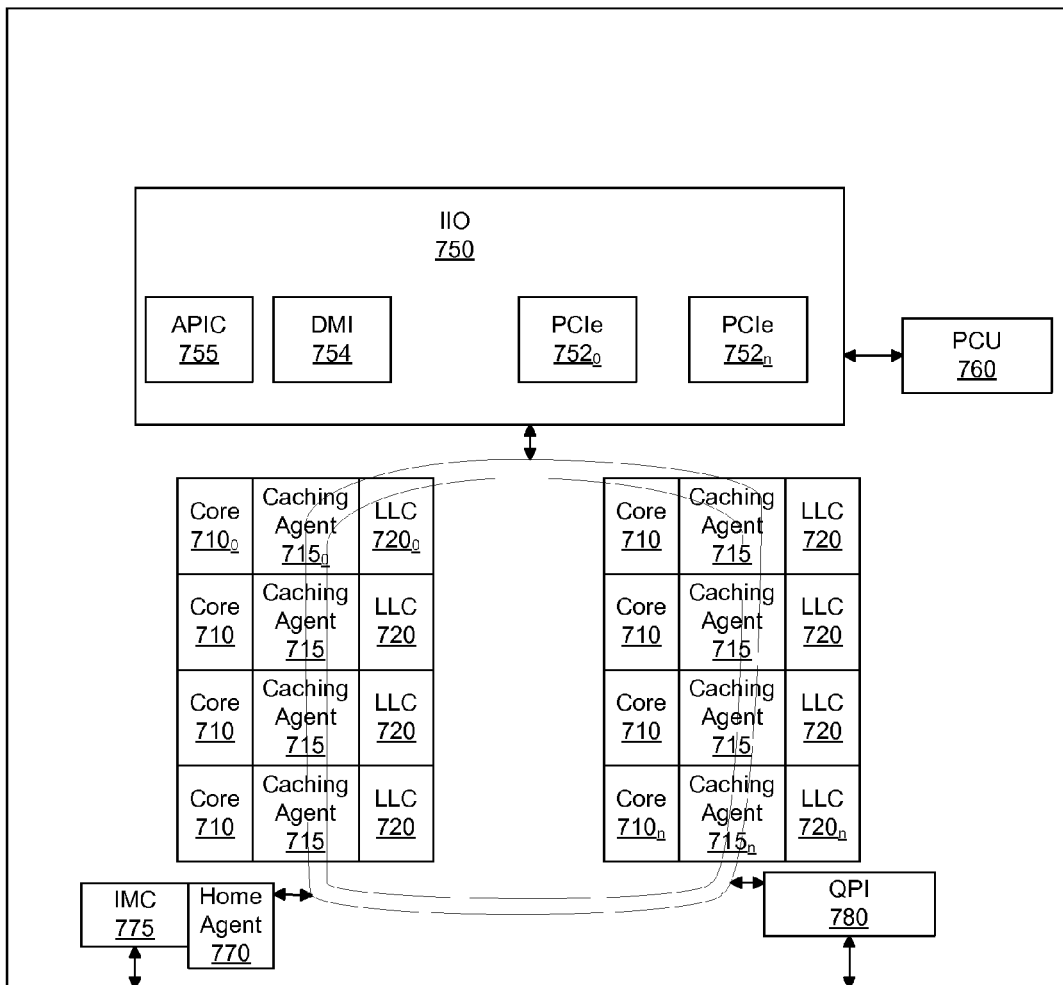 IIO
750
APIC
755
DMI
754
PCIe
752₀
PCIe
752ₙ
PCU
760
Core
710₀
Caching
Agent
715₀
LLC
720₀
Core
710
Caching
Agent
715
LLC
720
Core
710
Caching
Agent
715
LLC
720
Core
710
Caching
Agent
715
LLC
720
Core
710
Caching
Agent
715
LLC
720
Core
710
Caching
Agent
715
LLC
720
Core
710
Caching
Agent
715
LLC
720
Core
710ₙ
Caching
Agent
715ₙ
LLC
720ₙ
IMC
775
Home
Agent
770
QPI
780